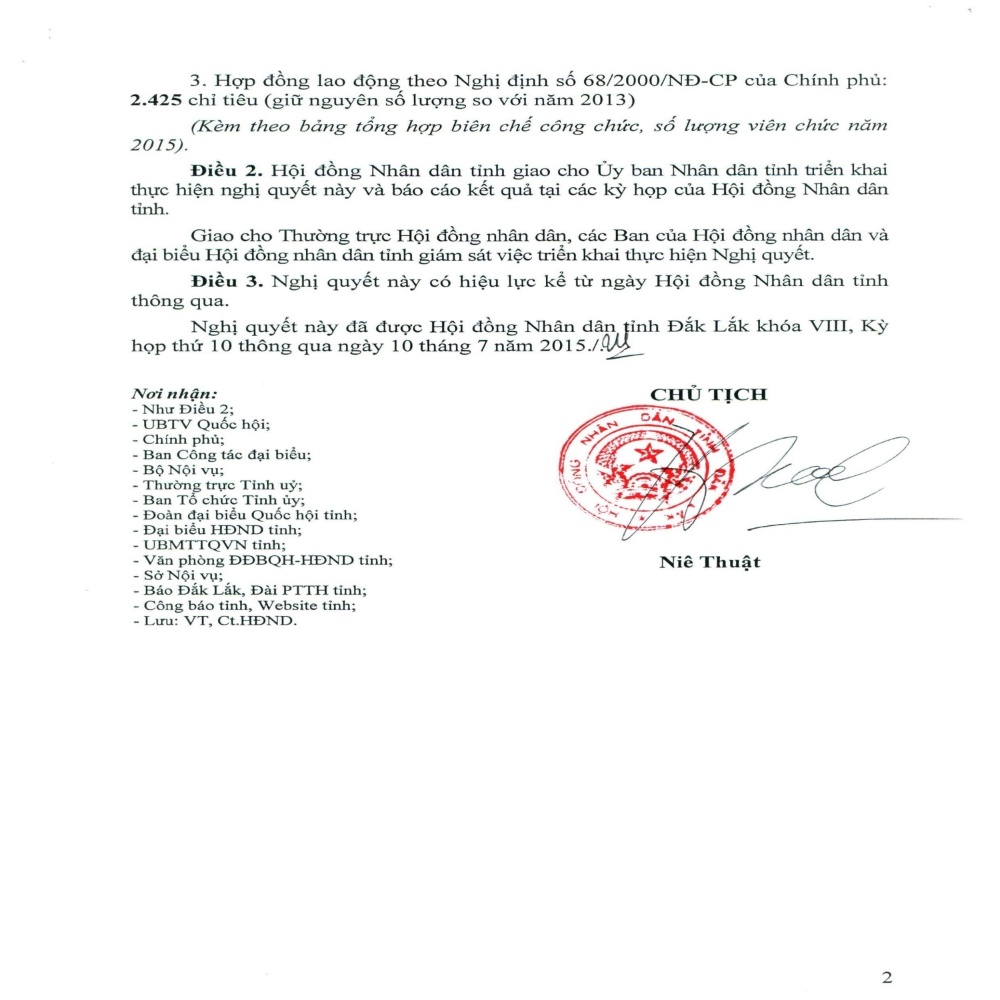 3. Hợp đồng lao động theo Nghị định số 68/2000/NĐ-CP của Chính phủ:
2.425 chỉ tiêu (giữ nguyên số lượng so với năm 2013)
(Kèm theo bảng tổng hợp biên chế công chức, số lượng viên chức năm
2015).
Điều 2. Hội đồng Nhân dân tỉnh giao cho Ủy ban Nhân dân tỉnh triển khai
thực hiện nghị quyết này và báo cáo kết quả tại các kỳ họp của Hội đồng Nhân dân
tỉnh.
Giao cho Thường trực Hội đồng nhân dân, các Ban của Hội đồng nhân dân và
đại biểu Hội đồng nhân dân tỉnh giám sát việc triển khai thực hiện Nghị quyết.
Điều 3. Nghị quyết này có hiệu lực kể từ ngày Hội đồng Nhân dân tỉnh
thông qua.
Nghị quyết này đã được Hội đồng Nhân dân tỉnh Đắk Lắk khóa VIII, Kỳ
họp thứ 10 thông qua ngày 10 tháng 7 năm 2015./.
Nơi nhận:
- Như Điều 2;
- UBTV Quốc hội;
- Chính phủ;
- Ban Công tác đại biểu;
- Bộ Nội vụ;
- Thường trực Tỉnh uỷ;
- Ban Tổ chức Tỉnh ủy;
- Đoàn đại biểu Quốc hội tỉnh;
- Đại biểu HĐND tỉnh;
- UBMTTQVN tỉnh;
- Văn phòng ĐĐBQH-HĐND tỉnh;
- Sở Nội vụ;
- Báo Đắk Lắk, Đài PTTH tỉnh;
- Công báo tỉnh, Website tỉnh;
- Lưu: VT, Ct.HĐND.
CHỦ TỊCH
HỘI ĐỒNG NHÂN DÂN TỈNH ĐẮK LẮK
Niê Thuật
2